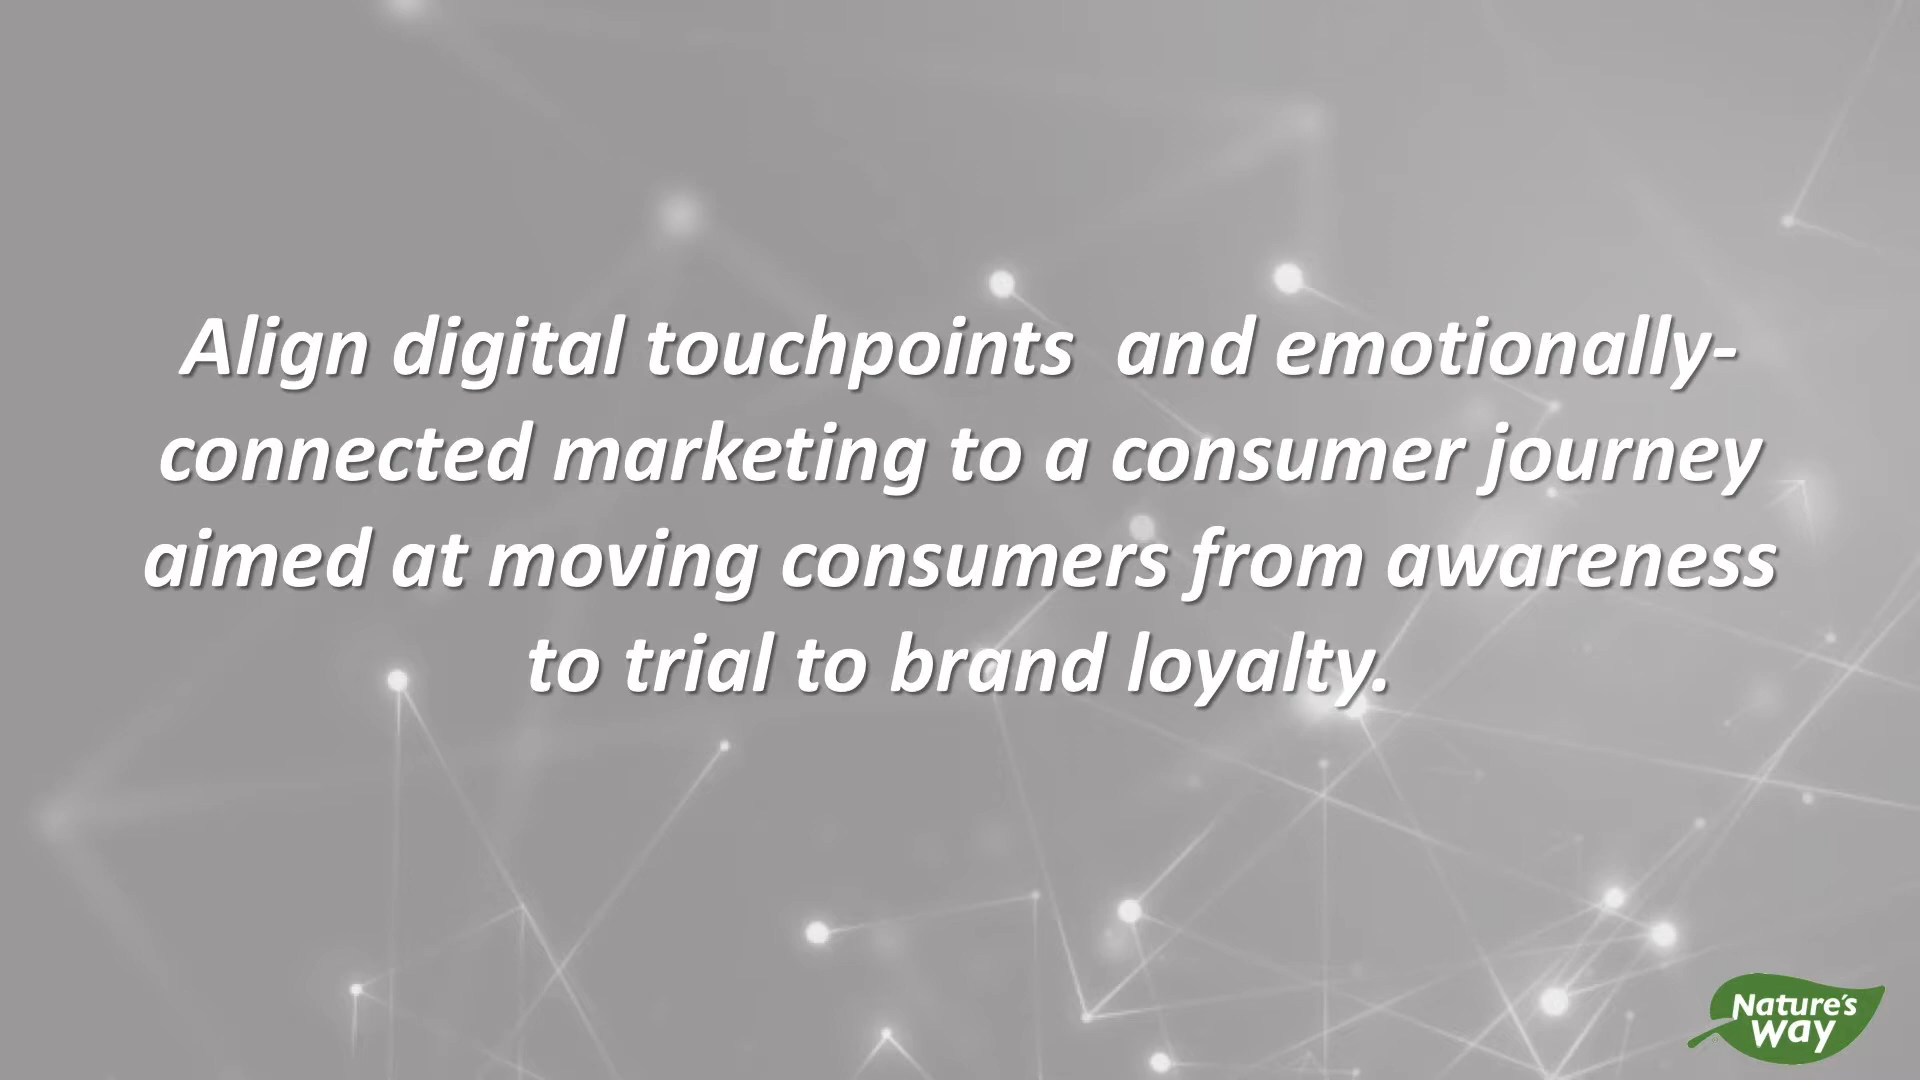 Align digital touchpoints  and emotionally-
connected marketing to a consumer journey
aimed at moving consumers from awareness
to trial to brand loyalty.
Nature's
Way